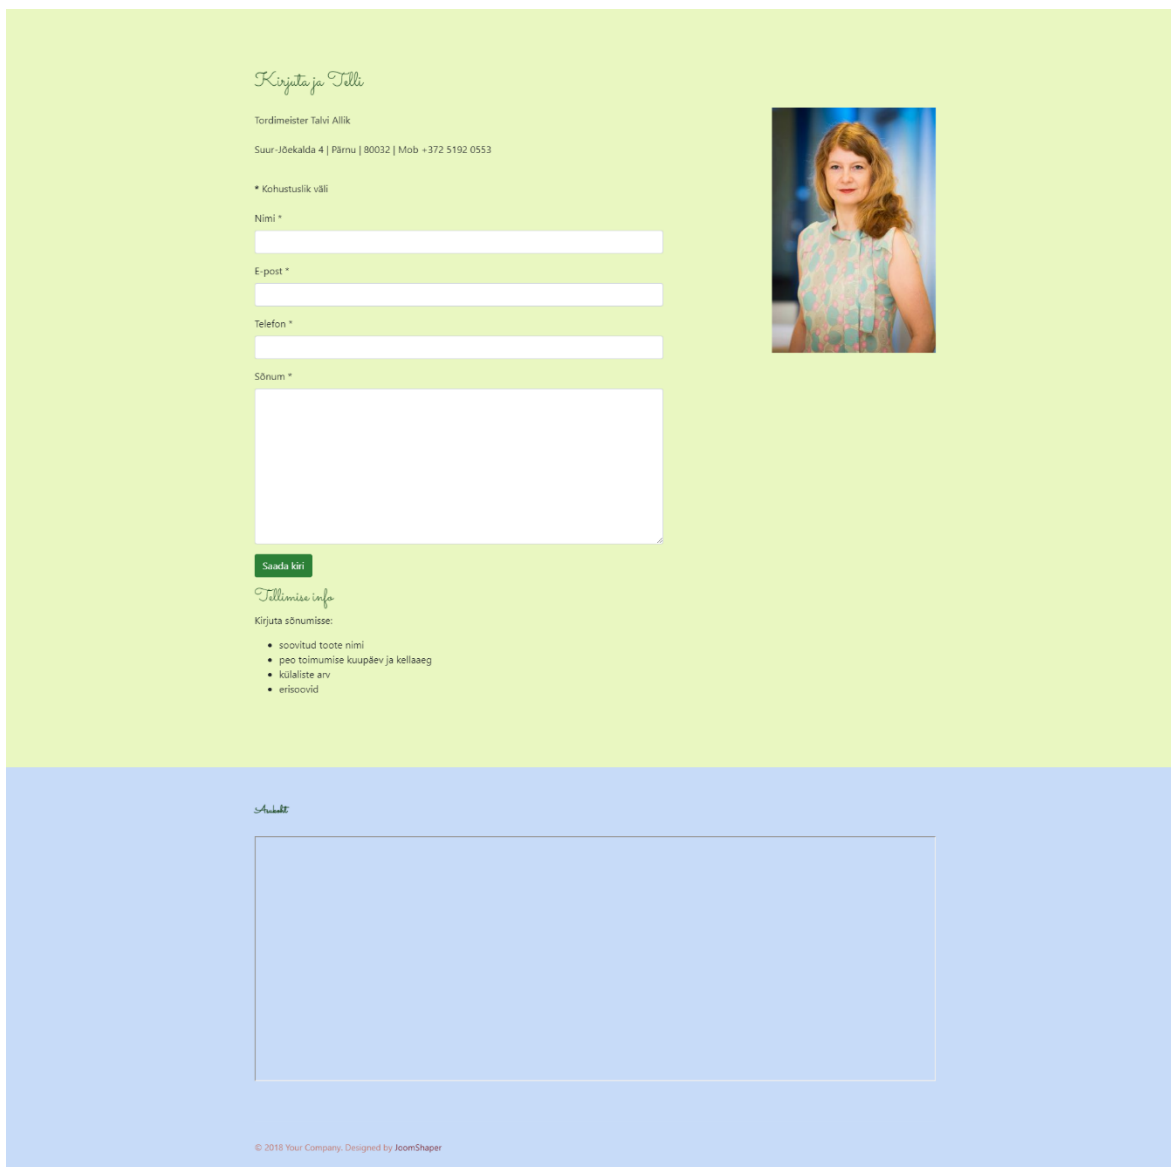 Kirjuta ja Telli
Tordimeister Talvi Allik
Suur-Jõekalda 4 | Pärnu | 80032 | Mob +372 5192 0553
* Kohustuslik väli
Nimi *
E-post *
Telefon *
Sõnum *
Saada kiri
Tellimise info
Kirjuta sõnumisse:
• soovitud toote nimi
• peo toimumise kuupäev ja kellaaeg
• külaliste arv
• erisoovid
Asukoht
© 2018 Your Company. Designed by JoomShaper